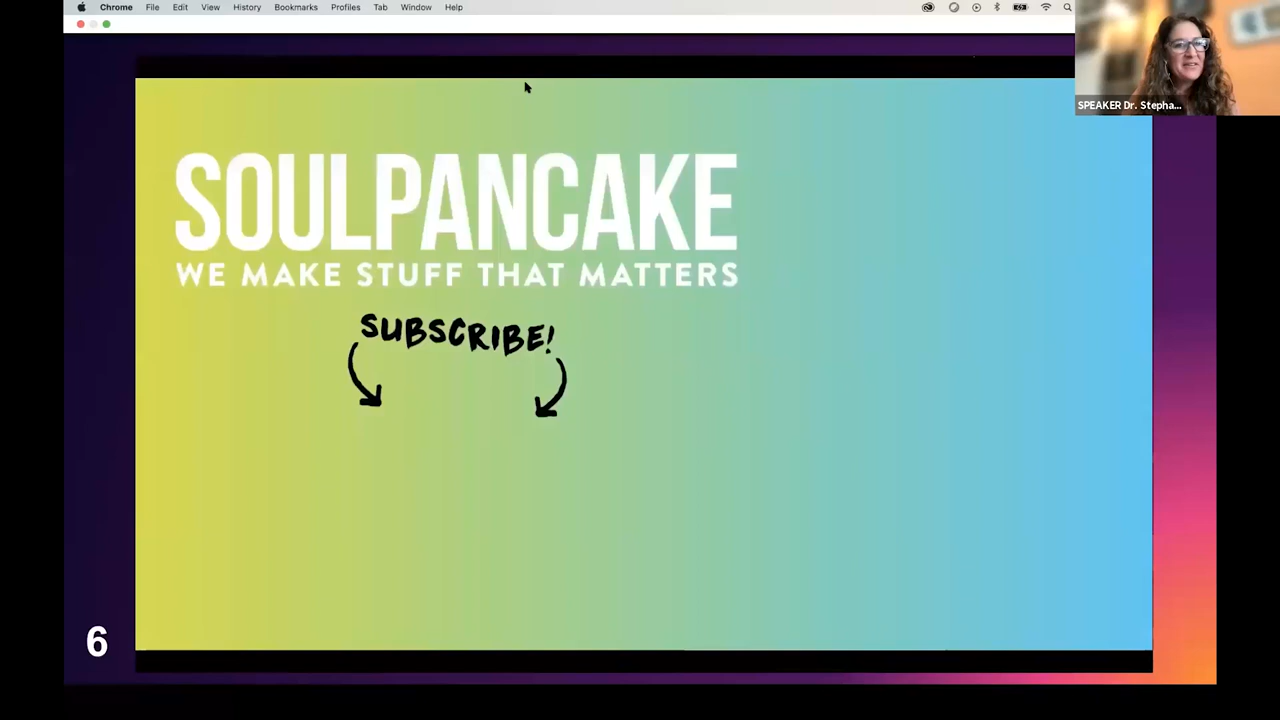 Chrome File Edit View History Bookmarks Profiles Tab Window Help
SPEAKER Dr. Stepha...
SOULPANCAKE
WE MAKE STUFF THAT MATTERS
SUBSCRIBE!
6